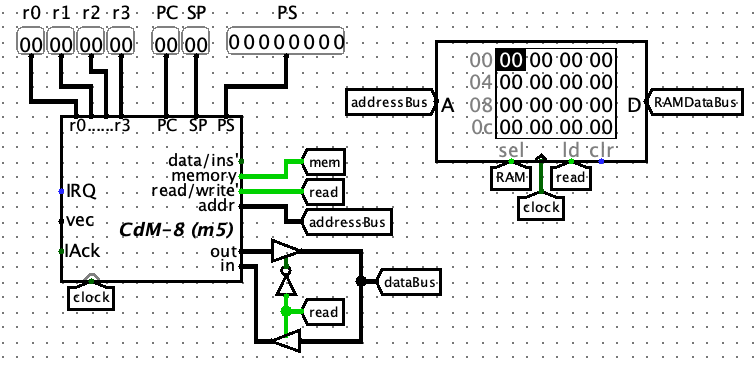 r0 r1 r2 r3 PC SP PS
00 00 00 00 00 00 00000000
r0......r3 PC SP PS
data/ins'
memory
read/write'
addr
IRQ
vec
CdM-8 (m5)
IAck
out
in
clock
mem
read
addressBus
dataBus
read
addressBus
A
00 00 00 00 00
04 00 00 00 00
08 00 00 00 00
0c 00 00 00 00
D
RAMDataBus
sel ld clr
RAM
read
clock